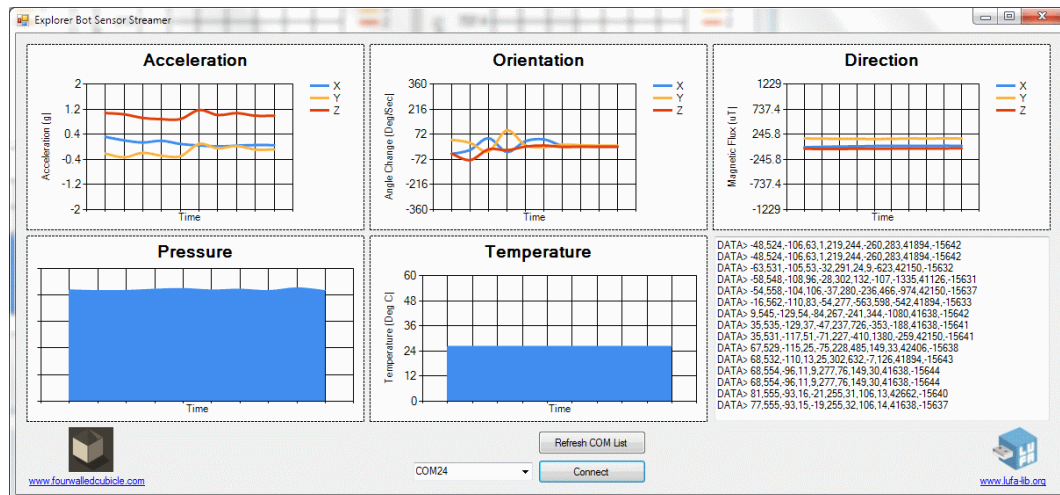 Explorer Bot Sensor Streamer
Acceleration
Acceleration [g]
2
1.2
0.4
-0.4
-1.2
-2
Time
X
Y
Z
Orientation
Angle Change [Deg/Sec]
360
216
72
-72
-216
-360
Time
X
Y
Z
Direction
Magnetic Flux (uT|
1229
737.4
245.8
-245.8
-737.4
-1229
Time
X
Y
Z
Pressure
Time
Temperature
Temperature (Deg C)
60
48
36
24
12
0
Time
DATA> -48,524,-106,63,1,219,244,-260,283,41894,-15642
DATA> -48,524,-106,63,1,219,244,-260,283,41894,-15642
DATA> -63,531,-105,53,-32,291,24,9,-623,42150,-15632
DATA> -58,548,-108,96,-28,302,132,-107,-1335,41126,-15631
DATA> -54,558,-104,106,-37,280,-236,466,-974,42150,-15637
DATA> -16,562,-110,83,-54,277,-563,598,-542,41894,-15633
DATA> 9,545,-129,54,-84,267,-241,344,-1080,41638,-15642
DATA> 35,535,-129,37,-47,237,726,-353,-188,41638,-15641
DATA> 35,531,-117,51,-71,227,-410,1380,-259,42150,-15641
DATA> 67,529,-115,25,-75,228,485,149,33,42406,-15638
DATA> 68,532,-110,13,25,302,632,-7,126,41894,-15643
DATA> 68,554,-96,11,9,277,76,149,30,41638,-15644
DATA> 68,554,-96,11,9,277,76,149,30,41638,-15644
DATA> 81,555,-93,16,-21,255,31,106,13,42662,-15640
DATA> 77,555,-93,15,-19,255,32,106,14,41638,-15637
Refresh COM List
COM24
Connect
www.fourwalledcubicle.com
LUFA
www.lufa-lib.org